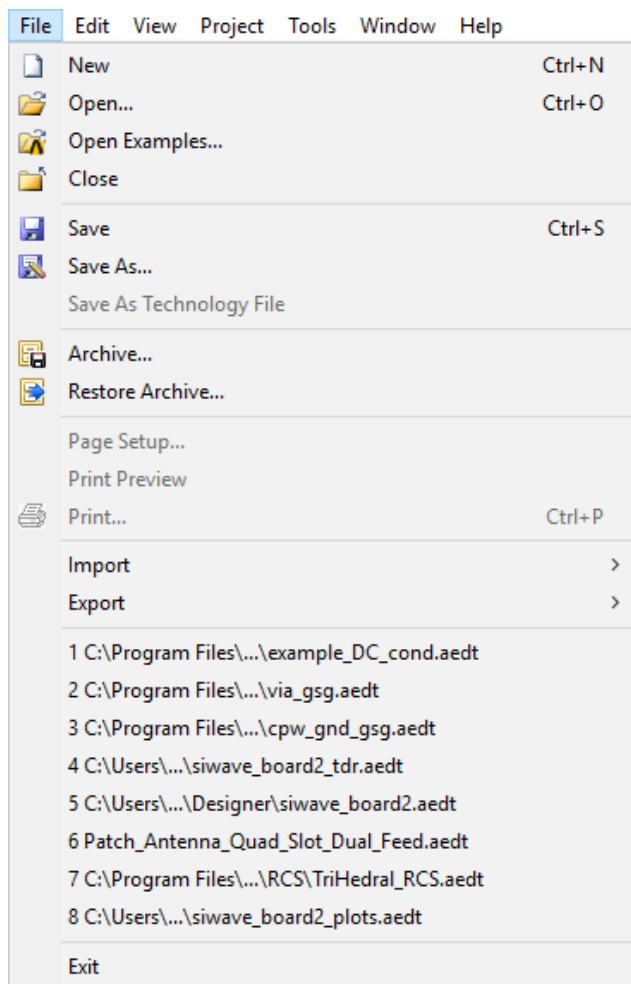 File Edit View Project Tools Window Help
New Ctrl+N
Open... Ctrl+O
Open Examples...
Close
Save Ctrl+S
Save As...
Save As Technology File
Archive...
Restore Archive...
Page Setup...
Print Preview
Print... Ctrl+P
Import
Export
1 C:\Program Files\...\example_DC_cond.aedt
2 C:\Program Files\...\via_gsg.aedt
3 C:\Program Files\...\cpw_gnd_gsg.aedt
4 C:\Users\...\siwave_board2_tdr.aedt
5 C:\Users\...\Designer\siwave_board2.aedt
6 Patch_Antenna_Quad_Slot_Dual_Feed.aedt
7 C:\Program Files\...\RCS\TriHedral_RCS.aedt
8 C:\Users\...\siwave_board2_plots.aedt
Exit